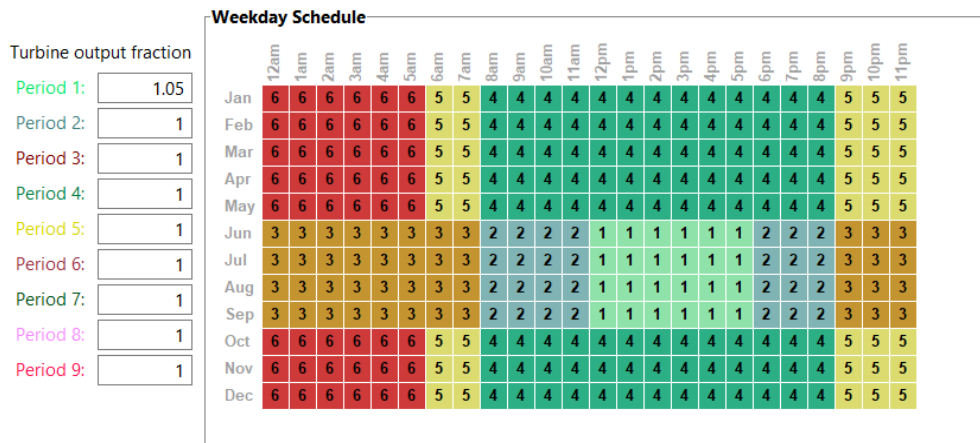 Weekday Schedule
Turbine output fraction
Period 1: 1.05
Period 2: 1
Period 3: 1
Period 4: 1
Period 5: 1
Period 6: 1
Period 7: 1
Period 8: 1
Period 9: 1
12am 1am 2am 3am 4am 5am 6am 7am 8am 9am 10am 11am 12pm 1pm 2pm 3pm 4pm 5pm 6pm 7pm 8pm 9pm 10pm 11pm
Jan 6 6 6 6 6 6 5 5 4 4 4 4 4 4 4 4 4 4 4 4 4 5 5 5
Feb 6 6 6 6 6 6 5 5 4 4 4 4 4 4 4 4 4 4 4 4 4 5 5 5
Mar 6 6 6 6 6 6 5 5 4 4 4 4 4 4 4 4 4 4 4 4 4 5 5 5
Apr 6 6 6 6 6 6 5 5 4 4 4 4 4 4 4 4 4 4 4 4 4 5 5 5
May 6 6 6 6 6 6 5 5 4 4 4 4 4 4 4 4 4 4 4 4 4 5 5 5
Jun 3 3 3 3 3 3 3 3 2 2 2 2 1 1 1 1 1 1 2 2 2 3 3 3
Jul 3 3 3 3 3 3 3 3 2 2 2 2 1 1 1 1 1 1 2 2 2 3 3 3
Aug 3 3 3 3 3 3 3 3 2 2 2 2 1 1 1 1 1 1 2 2 2 3 3 3
Sep 3 3 3 3 3 3 3 3 2 2 2 2 1 1 1 1 1 1 2 2 2 3 3 3
Oct 6 6 6 6 6 6 5 5 4 4 4 4 4 4 4 4 4 4 4 4 4 5 5 5
Nov 6 6 6 6 6 6 5 5 4 4 4 4 4 4 4 4 4 4 4 4 4 5 5 5
Dec 6 6 6 6 6 6 5 5 4 4 4 4 4 4 4 4 4 4 4 4 4 5 5 5